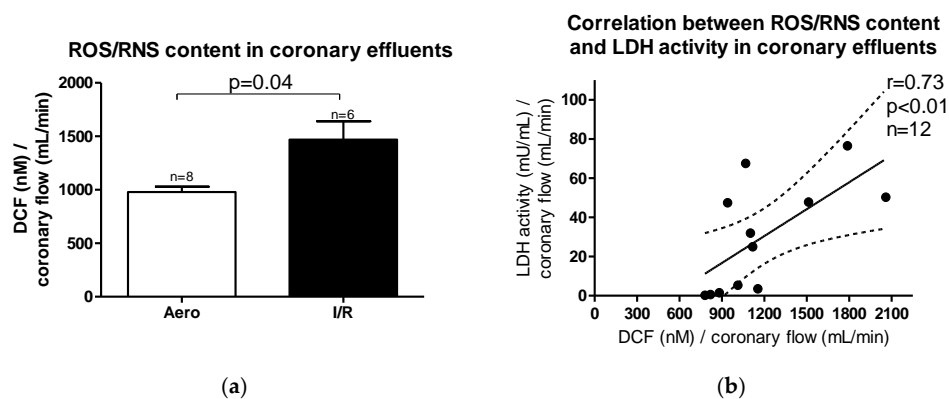 ROS/RNS content in coronary effluents
p=0.04
n=6
n=8
2000
1500
1000
500
0
DCF (nM) /
coronary flow (mL/min)
Aero
I/R
(a)
Correlation between ROS/RNS content
and LDH activity in coronary effluents
r=0.73
p<0.01
n=12
100
80
60
40
20
0
LDH activity (mU/mL) /
coronary flow (mL/min)
0 300 600 900 1200 1500 1800 2100
DCF (nM) / coronary flow (mL/min)
(b)